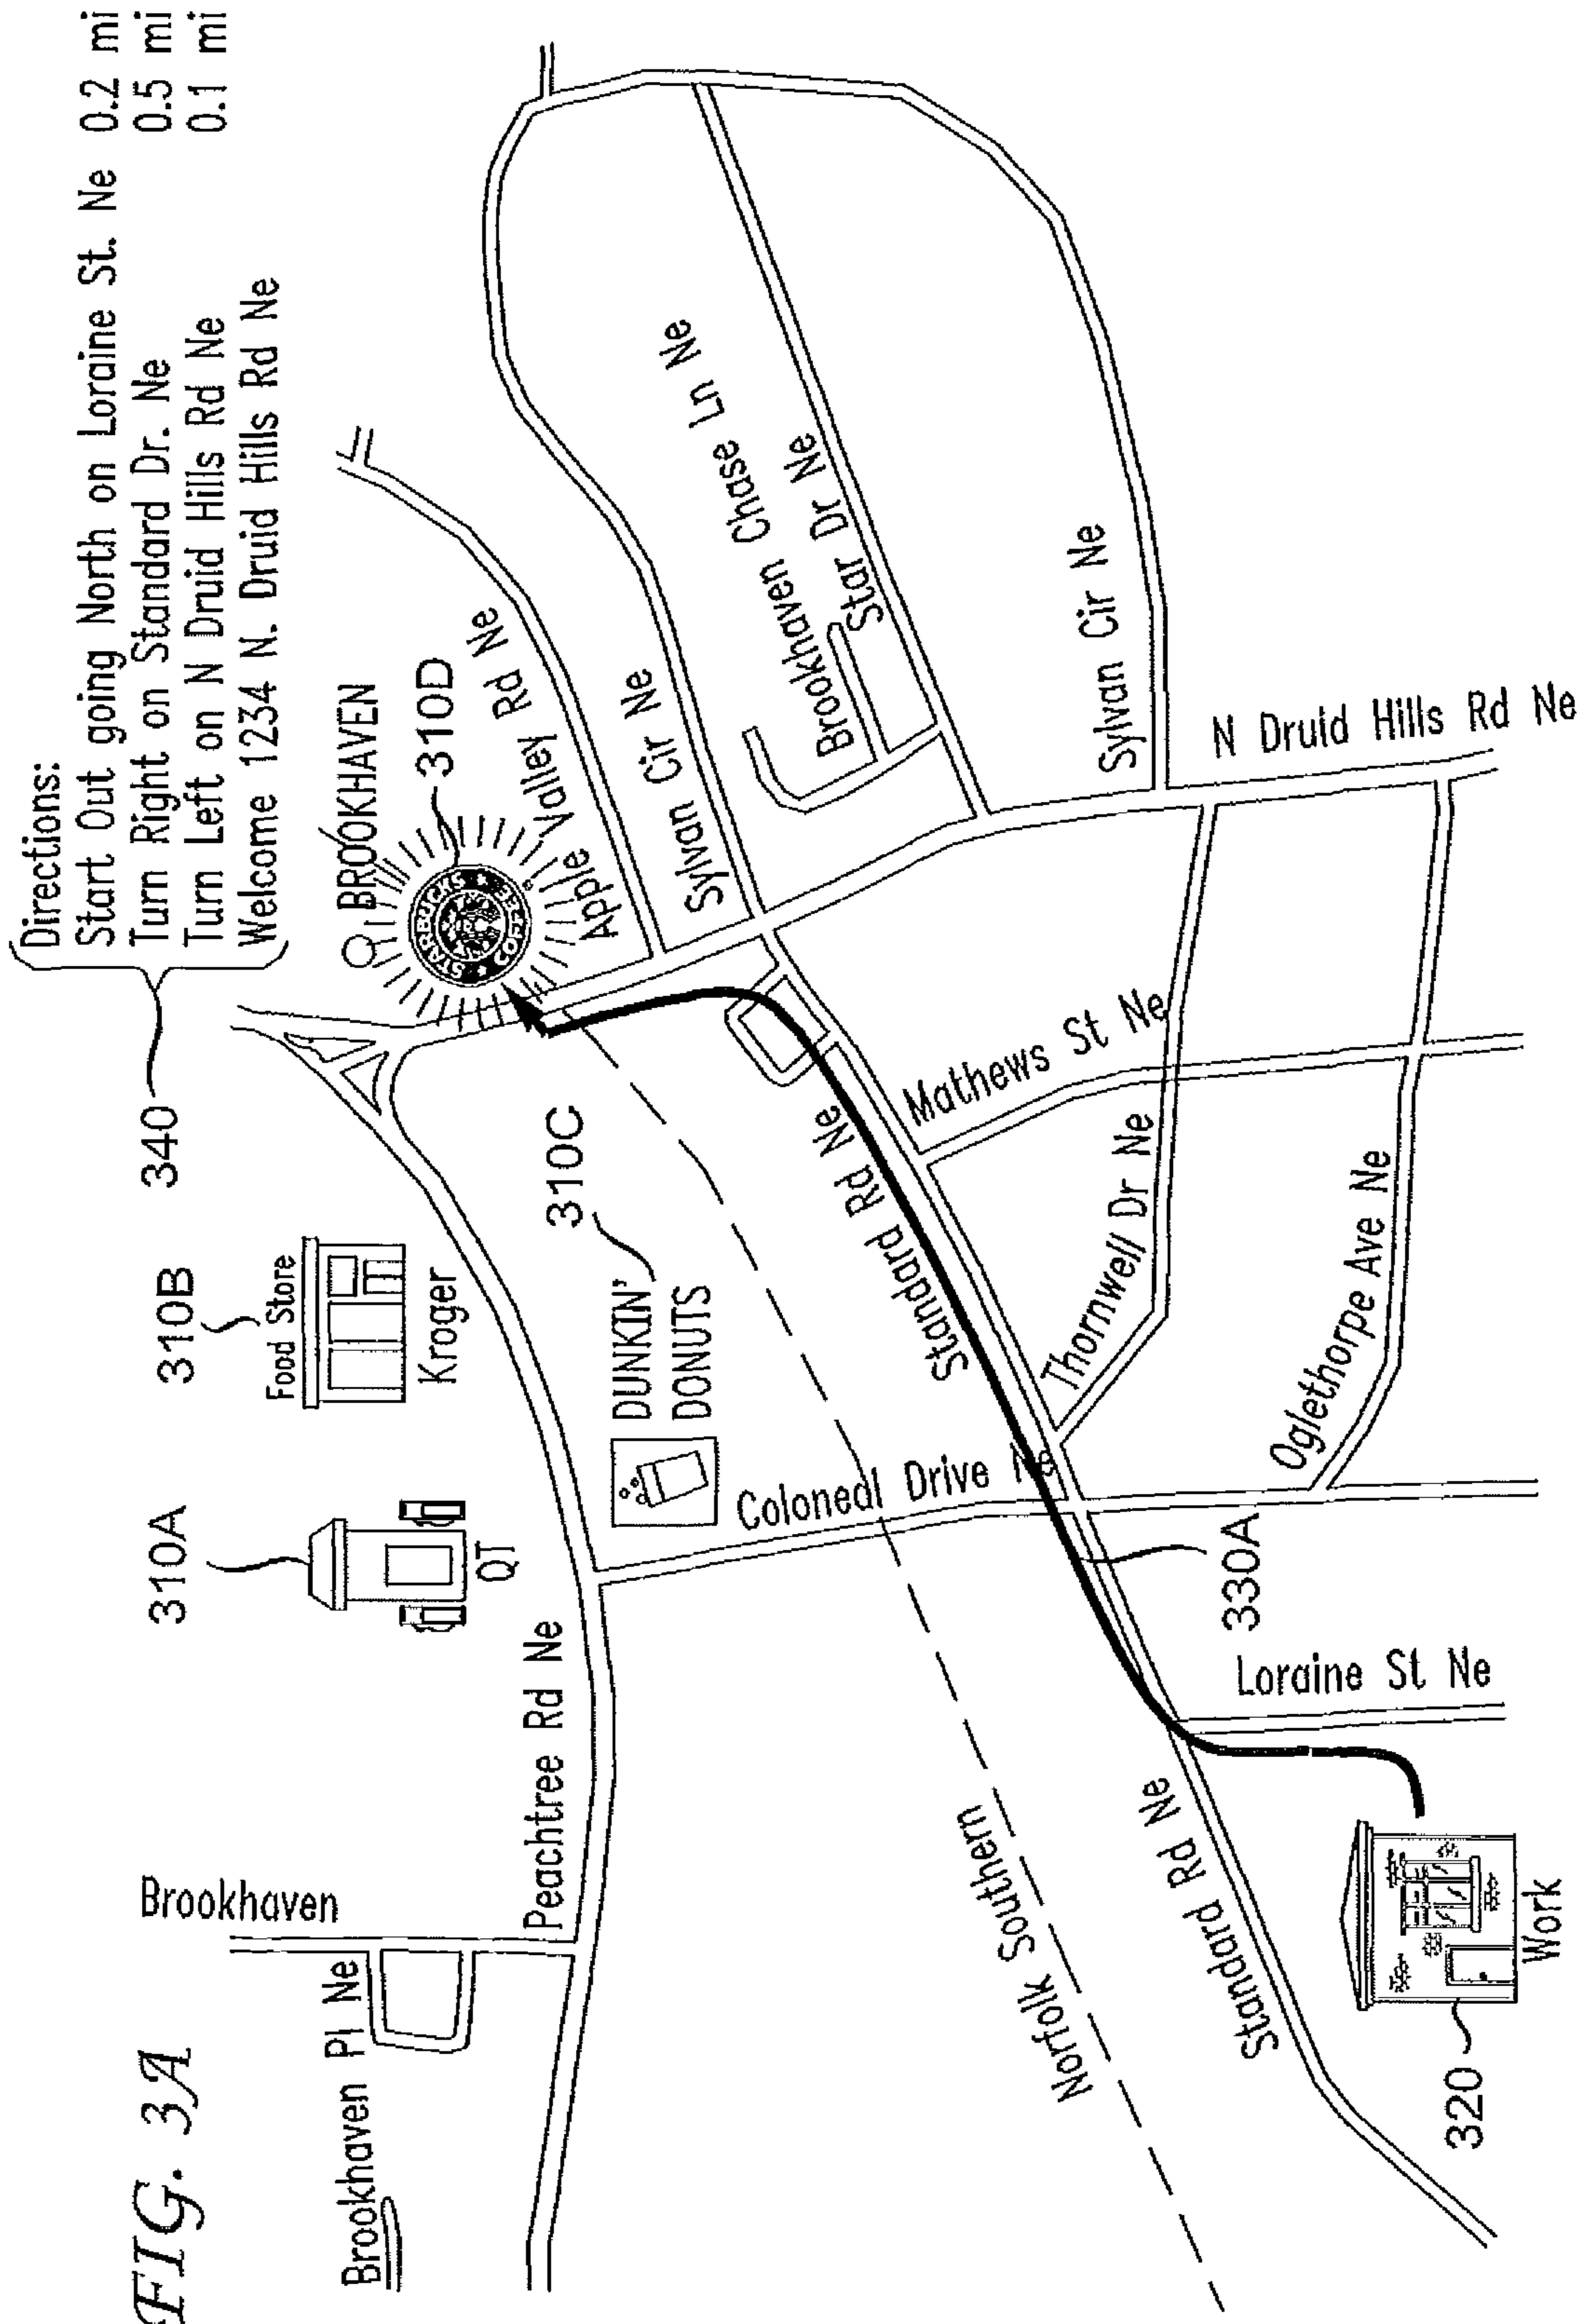 FIG. 3A
Directions:
Start Out going North on Loraine St. Ne 0.2 mi
Turn Right on Standard Dr. Ne 0.5 mi
Turn Left on N Druid Hills Rd Ne 0.1 mi
Welcome 1234 N. Druid Hills Rd Ne
340
Brookhaven
Brookhaven Pl Ne
310A
QT
310B
Food Store
Kroger
BROOKHAVEN
STARBUCKS
310D
310C
DUNKIN'
DONUTS
Peachtree Rd Ne
Apple Valley Rd Ne
Sylvan Cir Ne
Brookhaven Chase Ln Ne
Star Dr Ne
Colonedl Drive Ne
Standard Rd Ne
Mathews St Ne
Norfolk Southern
Standard Rd Ne
Thornwell Dr Ne
Sylvan Cir Ne
N Druid Hills Rd Ne
330A
Loraine St Ne
Oglethorpe Ave Ne
320
Work